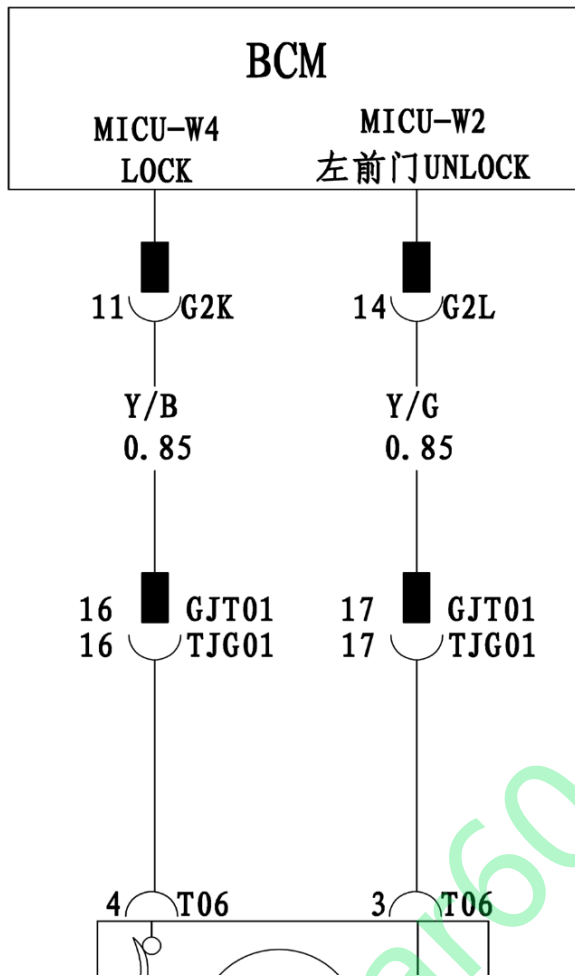 BCM
MICU-W4
LOCK
MICU-W2
左前门UNLOCK
11 G2K
14 G2L
Y/B
0.85
Y/G
0.85
16 GJT01
16 TJG01
17 GJT01
17 TJG01
4 T06
3 T06
ar60